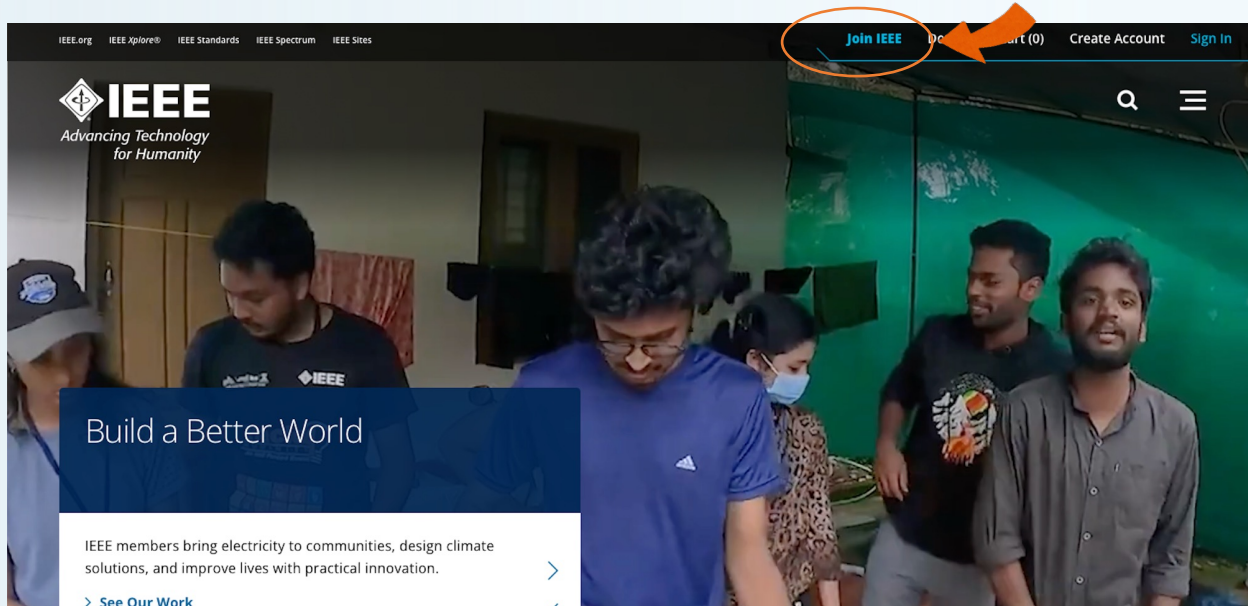 IEEE.org IEEE Xplore® IEEE Standards IEEE Spectrum IEEE Sites
Join IEEE (0) Create Account Sign In
IEEE
Advancing Technology
for Humanity
IEEE
Build a Better World
IEEE members bring electricity to communities, design climate
solutions, and improve lives with practical innovation.
> See Our Work